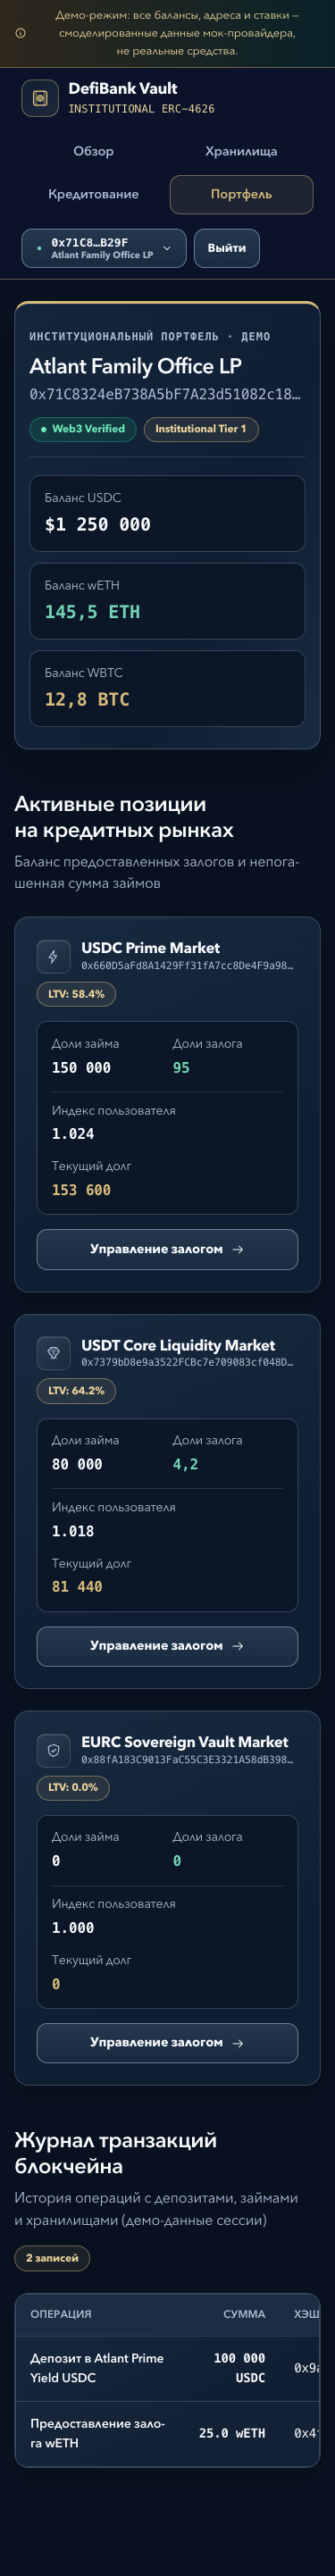 Демо-режим: все балансы, адреса и ставки —
смоделированные данные мок-провайдера,
не реальные средства.
DefiBank Vault
INSTITUTIONAL ERC-4626
Обзор
Хранилища
Кредитование
Портфель
0x71C8…B29F
Atlant Family Office LP
Выйти
ИНСТИТУЦИОНАЛЬНЫЙ ПОРТФЕЛЬ · ДЕМО
Atlant Family Office LP
0x71C8324eB738A5bF7A23d51082c18…
Web3 Verified
Institutional Tier 1
Баланс USDC
$1 250 000
Баланс wETH
145,5 ETH
Баланс WBTC
12,8 BTC
Активные позиции
на кредитных рынках
Баланс предоставленных залогов и непога-
шенная сумма займов
USDC Prime Market
0x660D5aFd8A1429Ff31fA7cc8De4F9a98…
LTV: 58.4%
Доли займа
Доли залога
150 000
95
Индекс пользователя
1.024
Текущий долг
153 600
Управление залогом →
USDT Core Liquidity Market
0x7379bD8e9a3522FCBc7e709083cf048D…
LTV: 64.2%
Доли займа
Доли залога
80 000
4,2
Индекс пользователя
1.018
Текущий долг
81 440
Управление залогом →
EURC Sovereign Vault Market
0x88fA183C9013FaC55C3E3321A58dB398…
LTV: 0.0%
Доли займа
Доли залога
0
0
Индекс пользователя
1.000
Текущий долг
0
Управление залогом →
Журнал транзакций
блокчейна
История операций с депозитами, займами
и хранилищами (демо-данные сессии)
2 записей
ОПЕРАЦИЯ
СУММА
ХЭШ
Депозит в Atlant Prime
Yield USDC
100 000
USDC
0x9a
Предоставление зало-
га wETH
25.0 wETH
0x4